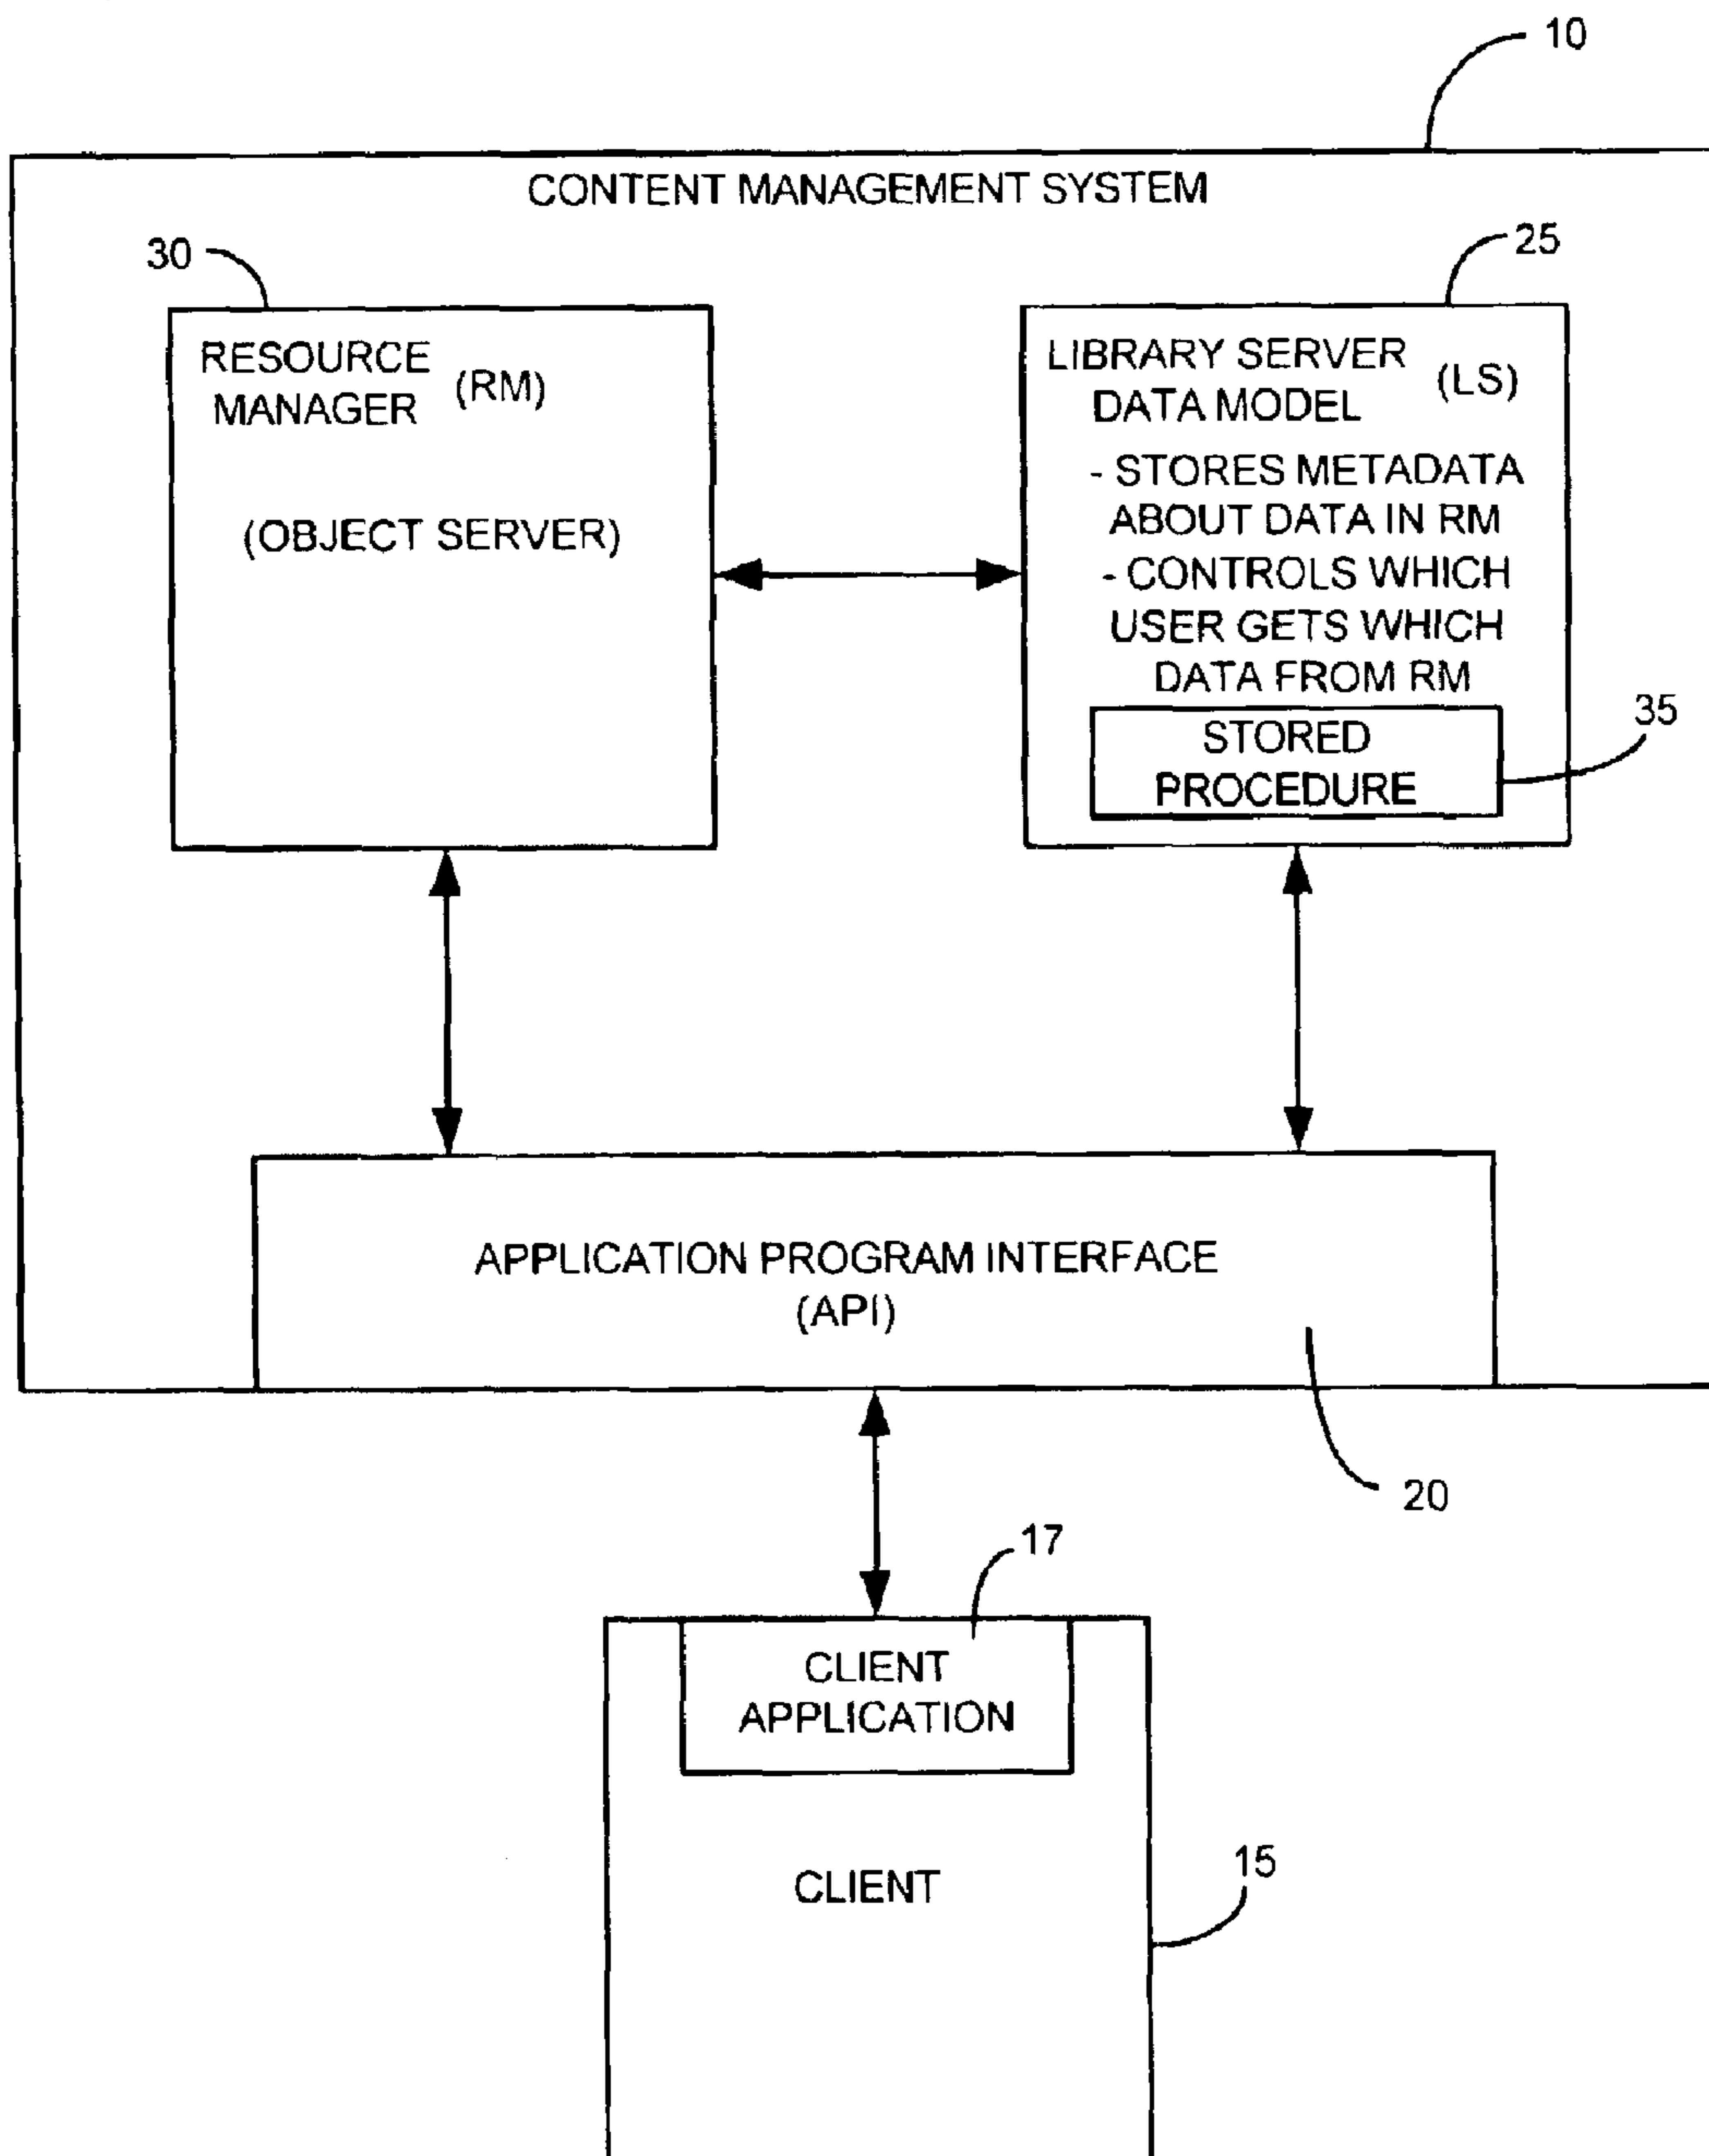 10
CONTENT MANAGEMENT SYSTEM
30
25
RESOURCE
MANAGER (RM)
(OBJECT SERVER)
LIBRARY SERVER
DATA MODEL (LS)
- STORES METADATA
ABOUT DATA IN RM
- CONTROLS WHICH
USER GETS WHICH
DATA FROM RM
STORED
PROCEDURE
35
APPLICATION PROGRAM INTERFACE
(API)
20
17
CLIENT
APPLICATION
CLIENT
15